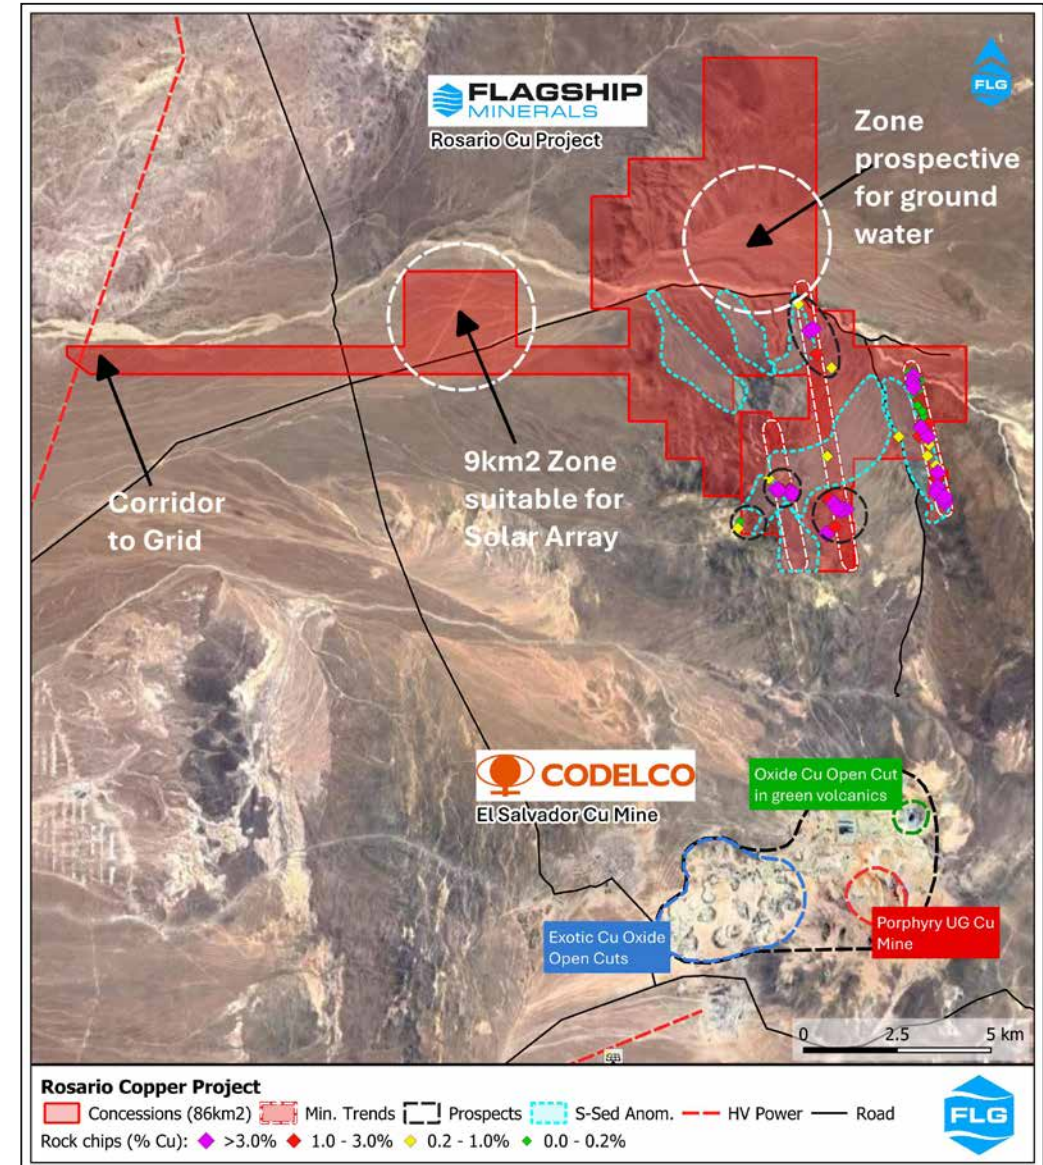 FLAGSHIP
MINERALS
Rosario Cu Project
FLG
Zone
prospective
for ground
water
Corridor
to Grid
9km2 Zone
suitable for
Solar Array
CODELCO
El Salvador Cu Mine
Oxide Cu Open Cut
in green volcanics
Exotic Cu Oxide
Open Cuts
Porphyry UG Cu
Mine
0 2.5 5 km
Rosario Copper Project
Concessions (86km2) Min. Trends Prospects S-Sed Anom. HV Power Road
Rock chips (% Cu): >3.0% 1.0 - 3.0% 0.2 - 1.0% 0.0 - 0.2%
FLG